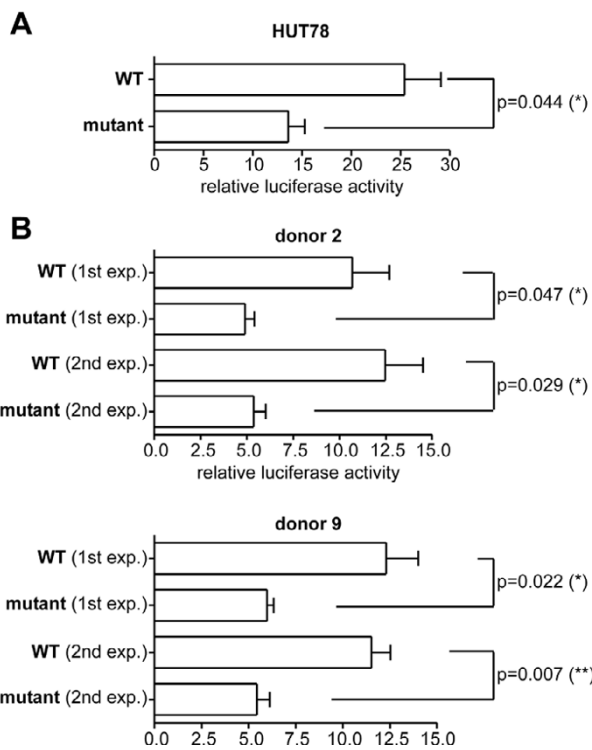 A
HUT78
WT
p=0.044 (*)
mutant
0 5 10 15 20 25 30
relative luciferase activity
B
donor 2
WT (1st exp.)
p=0.047 (*)
mutant (1st exp.)
WT (2nd exp.)
p=0.029 (*)
mutant (2nd exp.)
0.0 2.5 5.0 7.5 10.0 12.5 15.0
relative luciferase activity
donor 9
WT (1st exp.)
p=0.022 (*)
mutant (1st exp.)
WT (2nd exp.)
p=0.007 (**)
mutant (2nd exp.)
0.0 2.5 5.0 7.5 10.0 12.5 15.0